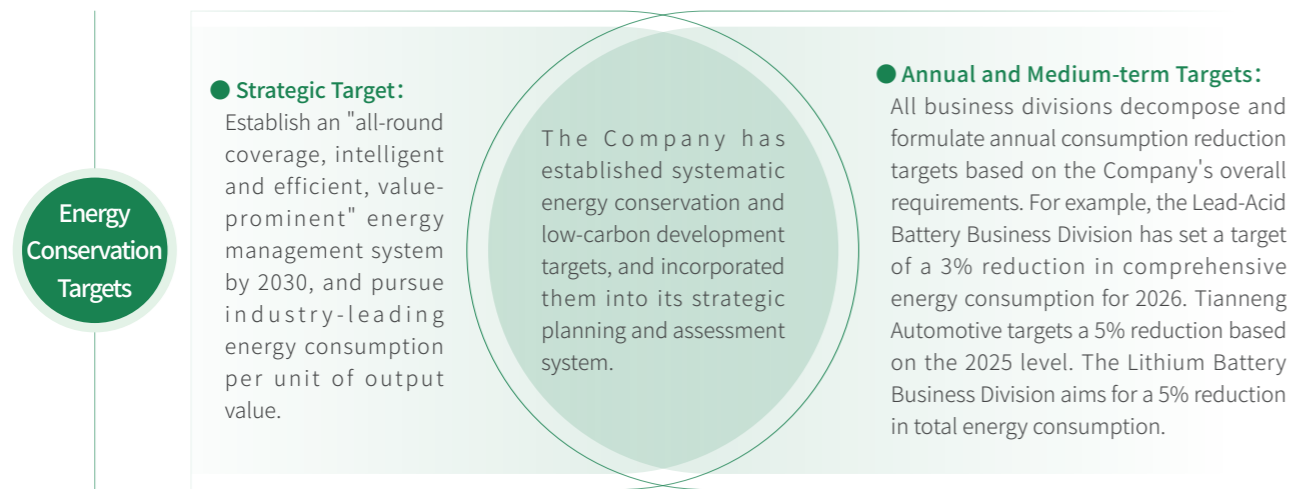 Energy
Conservation
Targets
● Strategic Target:
Establish an "all-round
coverage, intelligent
and efficient, value-
prominent" energy
management system
by 2030, and pursue
industry-leading
energy consumption
per unit of output
value.
The Company has
established systematic
energy conservation and
low-carbon development
targets, and incorporated
them into its strategic
planning and assessment
system.
● Annual and Medium-term Targets:
All business divisions decompose and
formulate annual consumption reduction
targets based on the Company's overall
requirements. For example, the Lead-Acid
Battery Business Division has set a target
of a 3% reduction in comprehensive
energy consumption for 2026. Tianneng
Automotive targets a 5% reduction based
on the 2025 level. The Lithium Battery
Business Division aims for a 5% reduction
in total energy consumption.